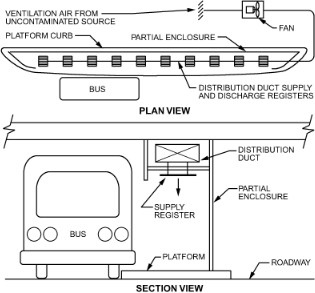 VENTILATION AIR FROM
UNCONTAMINATED SOURCE
FAN
PLATFORM CURB
PARTIAL ENCLOSURE
BUS
DISTRIBUTION DUCT SUPPLY
AND DISCHARGE REGISTERS
PLAN VIEW
DISTRIBUTION
DUCT
PARTIAL
ENCLOSURE
SUPPLY
REGISTER
BUS
PLATFORM
ROADWAY
SECTION VIEW